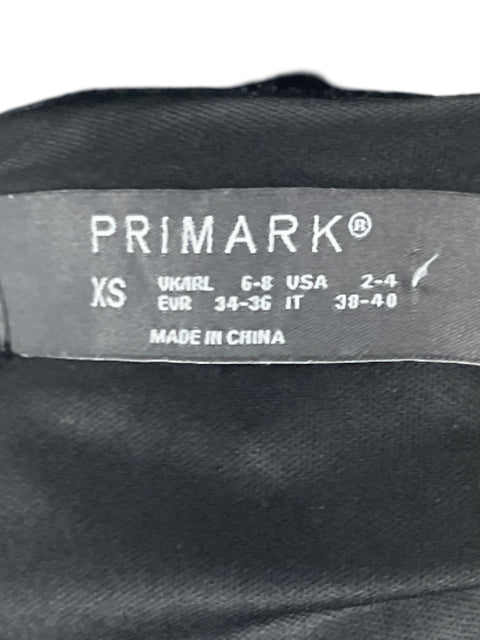 PRIMARK®
XS UK/IRL 6-8 USA 2-4
EUR 34-36 IT 38-40
MADE IN CHINA